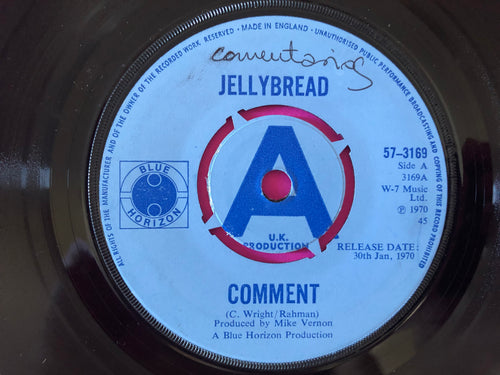 ALL RIGHTS OF THE MANUFACTURER AND OF THE OWNER OF THE RECORDED WORK RESERVED • MADE IN ENGLAND • UNAUTHORISED PUBLIC PERFORMANCE BROADCASTING AND COPYING OF THIS RECORD PROHIBITED
comentarios
JELLYBREAD
BLUE
HORIZON
A
57-3169
Side A
3169A
W-7 Music
Ltd.
℗ 1970
45
U.K.
PRODUCTION
RELEASE DATE:
30th Jan, 1970
COMMENT
(C. Wright/Rahman)
Produced by Mike Vernon
A Blue Horizon Production